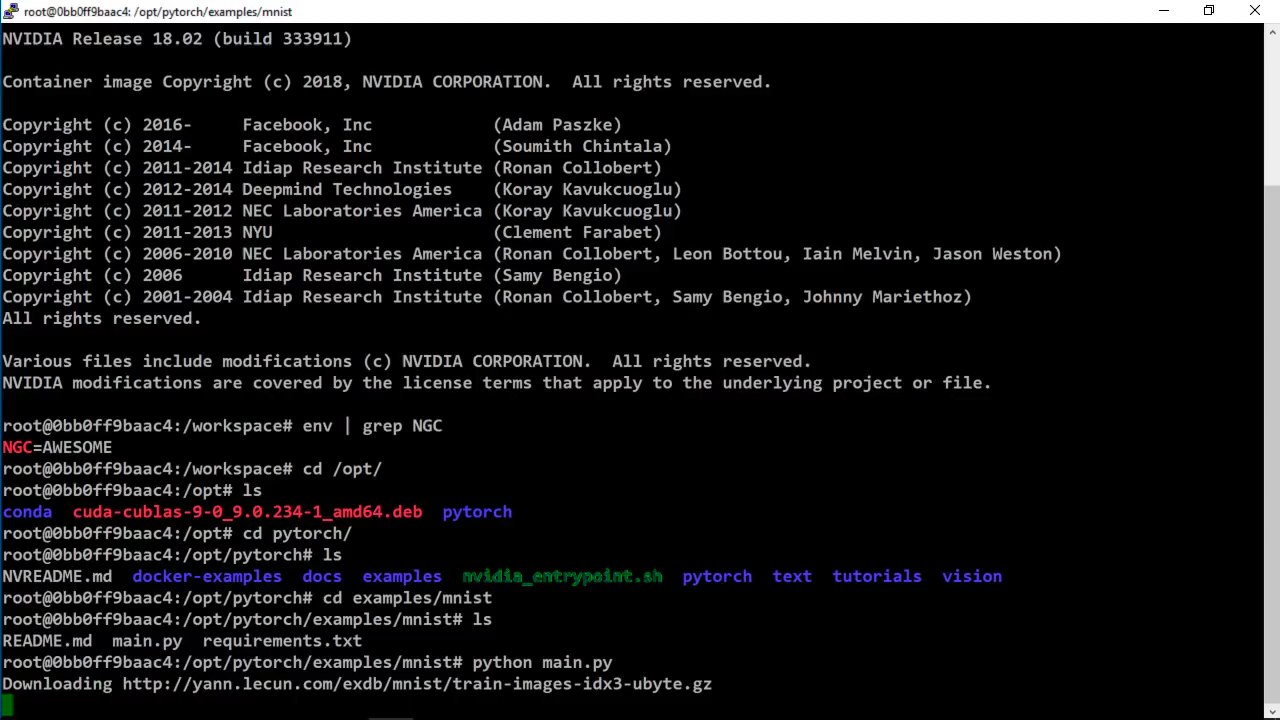 root@0bb0ff9baac4: /opt/pytorch/examples/mnist
NVIDIA Release 18.02 (build 333911)
Container image Copyright (c) 2018, NVIDIA CORPORATION.  All rights reserved.
Copyright (c) 2016-     Facebook, Inc            (Adam Paszke)
Copyright (c) 2014-     Facebook, Inc            (Soumith Chintala)
Copyright (c) 2011-2014 Idiap Research Institute (Ronan Collobert)
Copyright (c) 2012-2014 Deepmind Technologies    (Koray Kavukcuoglu)
Copyright (c) 2011-2012 NEC Laboratories America (Koray Kavukcuoglu)
Copyright (c) 2011-2013 NYU                      (Clement Farabet)
Copyright (c) 2006-2010 NEC Laboratories America (Ronan Collobert, Leon Bottou, Iain Melvin, Jason Weston)
Copyright (c) 2006      Idiap Research Institute (Samy Bengio)
Copyright (c) 2001-2004 Idiap Research Institute (Ronan Collobert, Samy Bengio, Johnny Mariethoz)
All rights reserved.
Various files include modifications (c) NVIDIA CORPORATION.  All rights reserved.
NVIDIA modifications are covered by the license terms that apply to the underlying project or file.
root@0bb0ff9baac4:/workspace# env | grep NGC
NGC=AWESOME
root@0bb0ff9baac4:/workspace# cd /opt/
root@0bb0ff9baac4:/opt# ls
conda  cuda-cublas-9-0_9.0.234-1_amd64.deb  pytorch
root@0bb0ff9baac4:/opt# cd pytorch/
root@0bb0ff9baac4:/opt/pytorch# ls
NVREADME.md  docker-examples  docs  examples  nvidia_entrypoint.sh  pytorch  text  tutorials  vision
root@0bb0ff9baac4:/opt/pytorch# cd examples/mnist
root@0bb0ff9baac4:/opt/pytorch/examples/mnist# ls
README.md  main.py  requirements.txt
root@0bb0ff9baac4:/opt/pytorch/examples/mnist# python main.py
Downloading http://yann.lecun.com/exdb/mnist/train-images-idx3-ubyte.gz